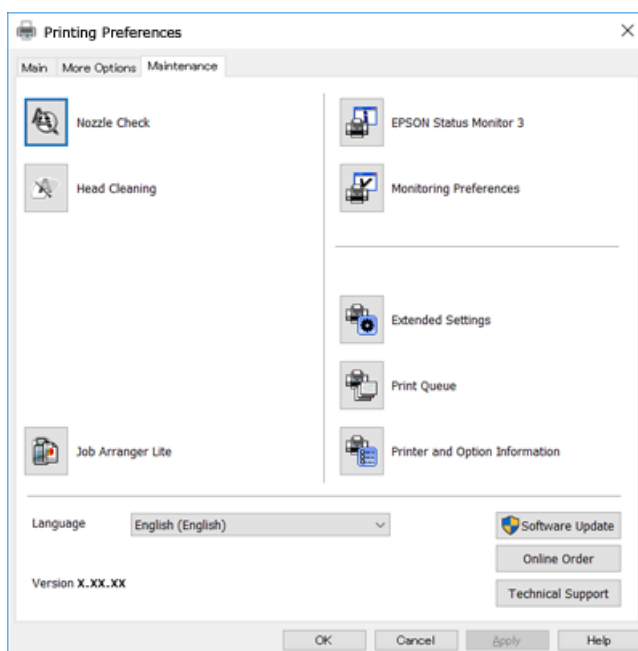 Printing Preferences
Main More Options Maintenance
Nozzle Check
Head Cleaning
Job Arranger Lite
EPSON Status Monitor 3
Monitoring Preferences
Extended Settings
Print Queue
Printer and Option Information
Language English (English)
Version X.XX.XX
Software Update
Online Order
Technical Support
OK Cancel Apply Help